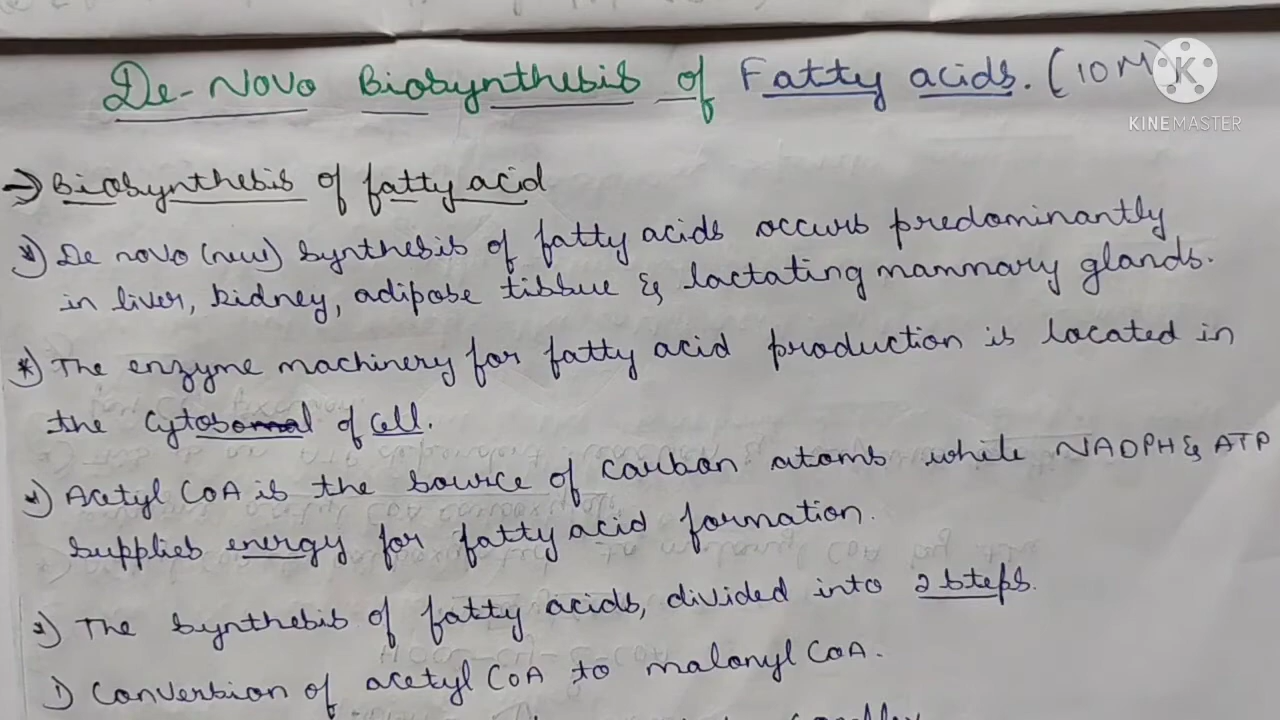 De-Novo Biosynthesis of Fatty acids. (10M)
K
KINEMASTER
→ Biosynthesis of fatty acid
*) De novo (new) synthesis of fatty acids occurs predominantly
in liver, kidney, adipose tissue & lactating mammary glands.
*) The enzyme machinery for fatty acid production is located in
the cytosomal of cell.
*) Acetyl CoA is the source of carbon atoms while NADPH & ATP
supplies energy for fatty acid formation.
*) The synthesis of fatty acids, divided into 2 steps.
1) Conversion of acetyl CoA to malonyl CoA.